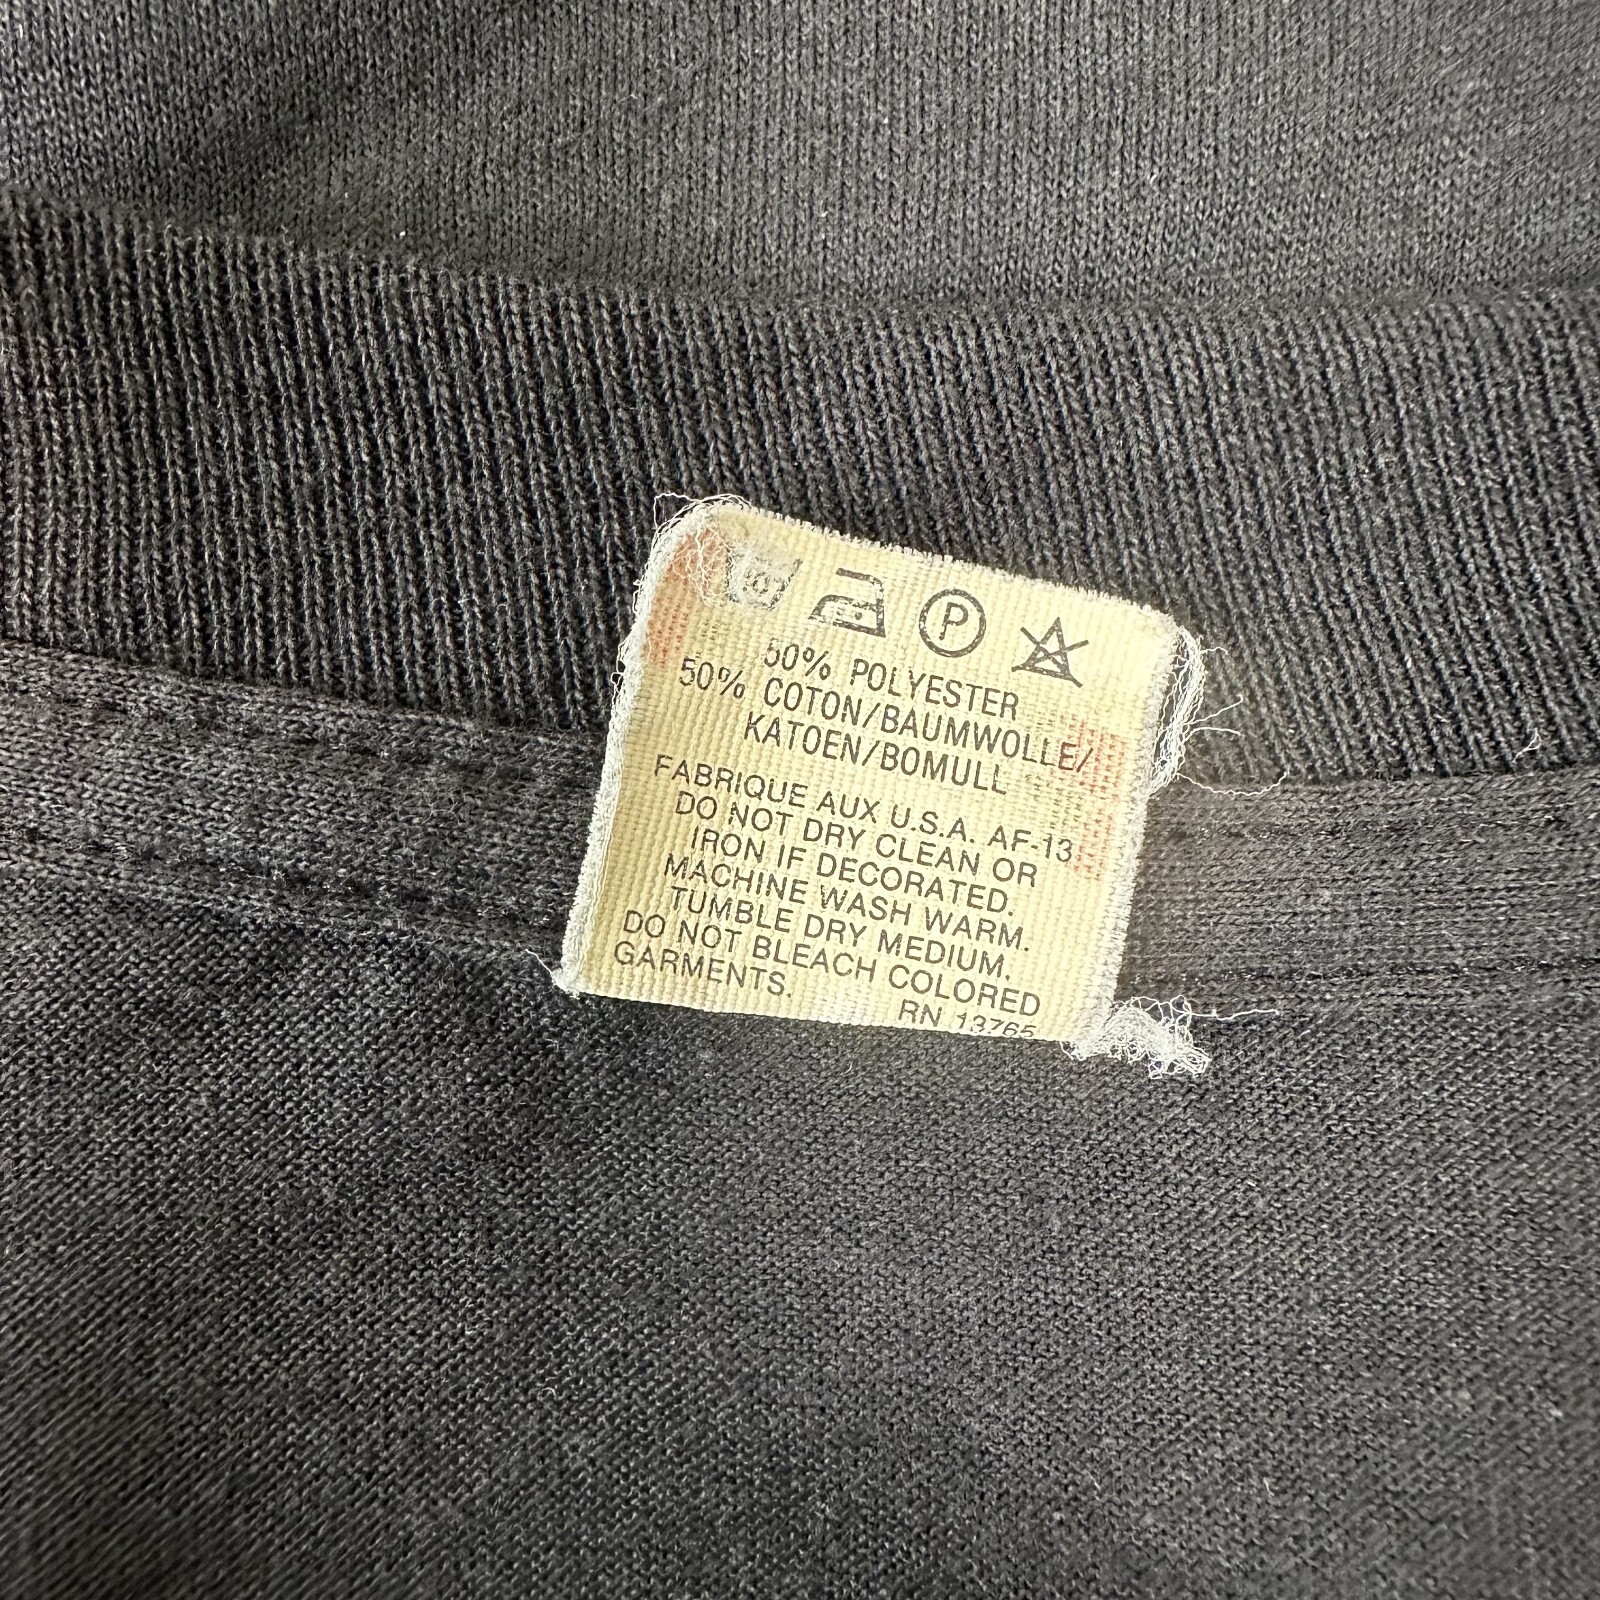 P
50% POLYESTER
50% COTON/BAUMWOLLE/
KATOEN/BOMULL
FABRIQUE AUX U.S.A. AF-13
DO NOT DRY CLEAN OR
IRON IF DECORATED.
MACHINE WASH WARM.
TUMBLE DRY MEDIUM.
DO NOT BLEACH COLORED
GARMENTS.
RN 13765